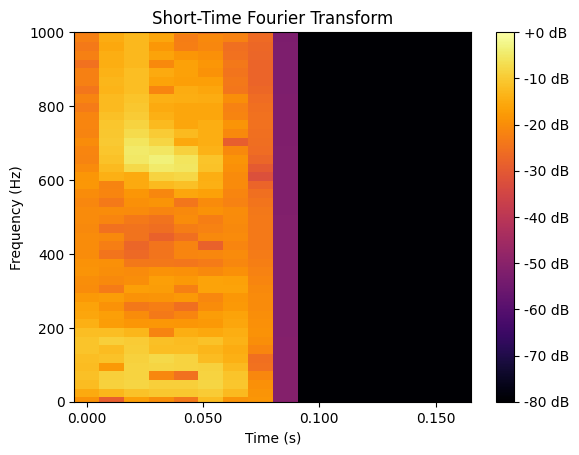 Short-Time Fourier Transform
Frequency (Hz)
1000
800
600
400
200
0
0.000
0.050
0.100
0.150
Time (s)
+0 dB
-10 dB
-20 dB
-30 dB
-40 dB
-50 dB
-60 dB
-70 dB
-80 dB